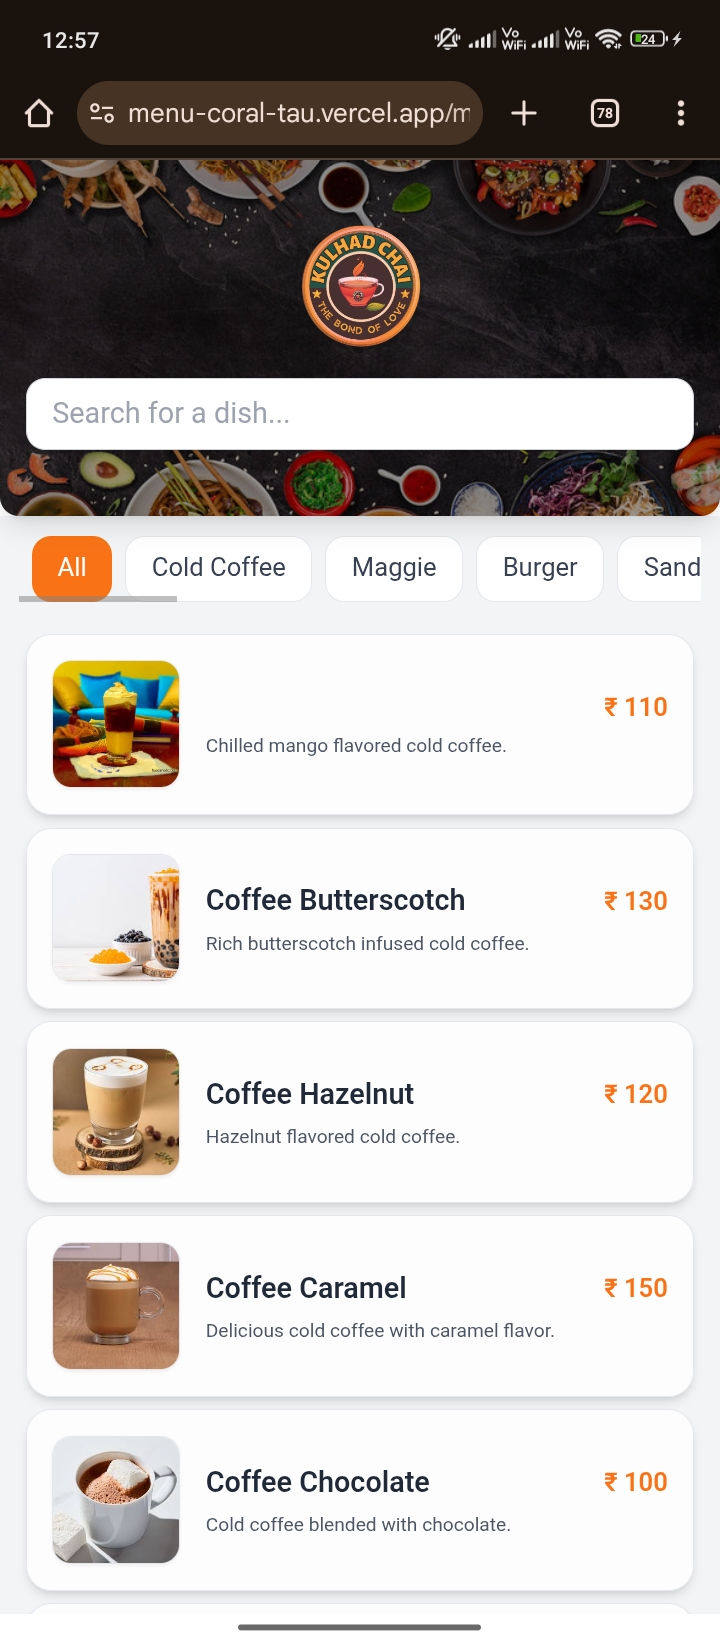 12:57
Vo
WiFi
Vo
WiFi
24
menu-coral-tau.vercel.app/m
78
KULHAD CHAI
THE BOND OF LOVE
Search for a dish...
All
Cold Coffee
Maggie
Burger
Sand
₹ 110
Chilled mango flavored cold coffee.
Coffee Butterscotch
₹ 130
Rich butterscotch infused cold coffee.
Coffee Hazelnut
₹ 120
Hazelnut flavored cold coffee.
Coffee Caramel
₹ 150
Delicious cold coffee with caramel flavor.
Coffee Chocolate
₹ 100
Cold coffee blended with chocolate.